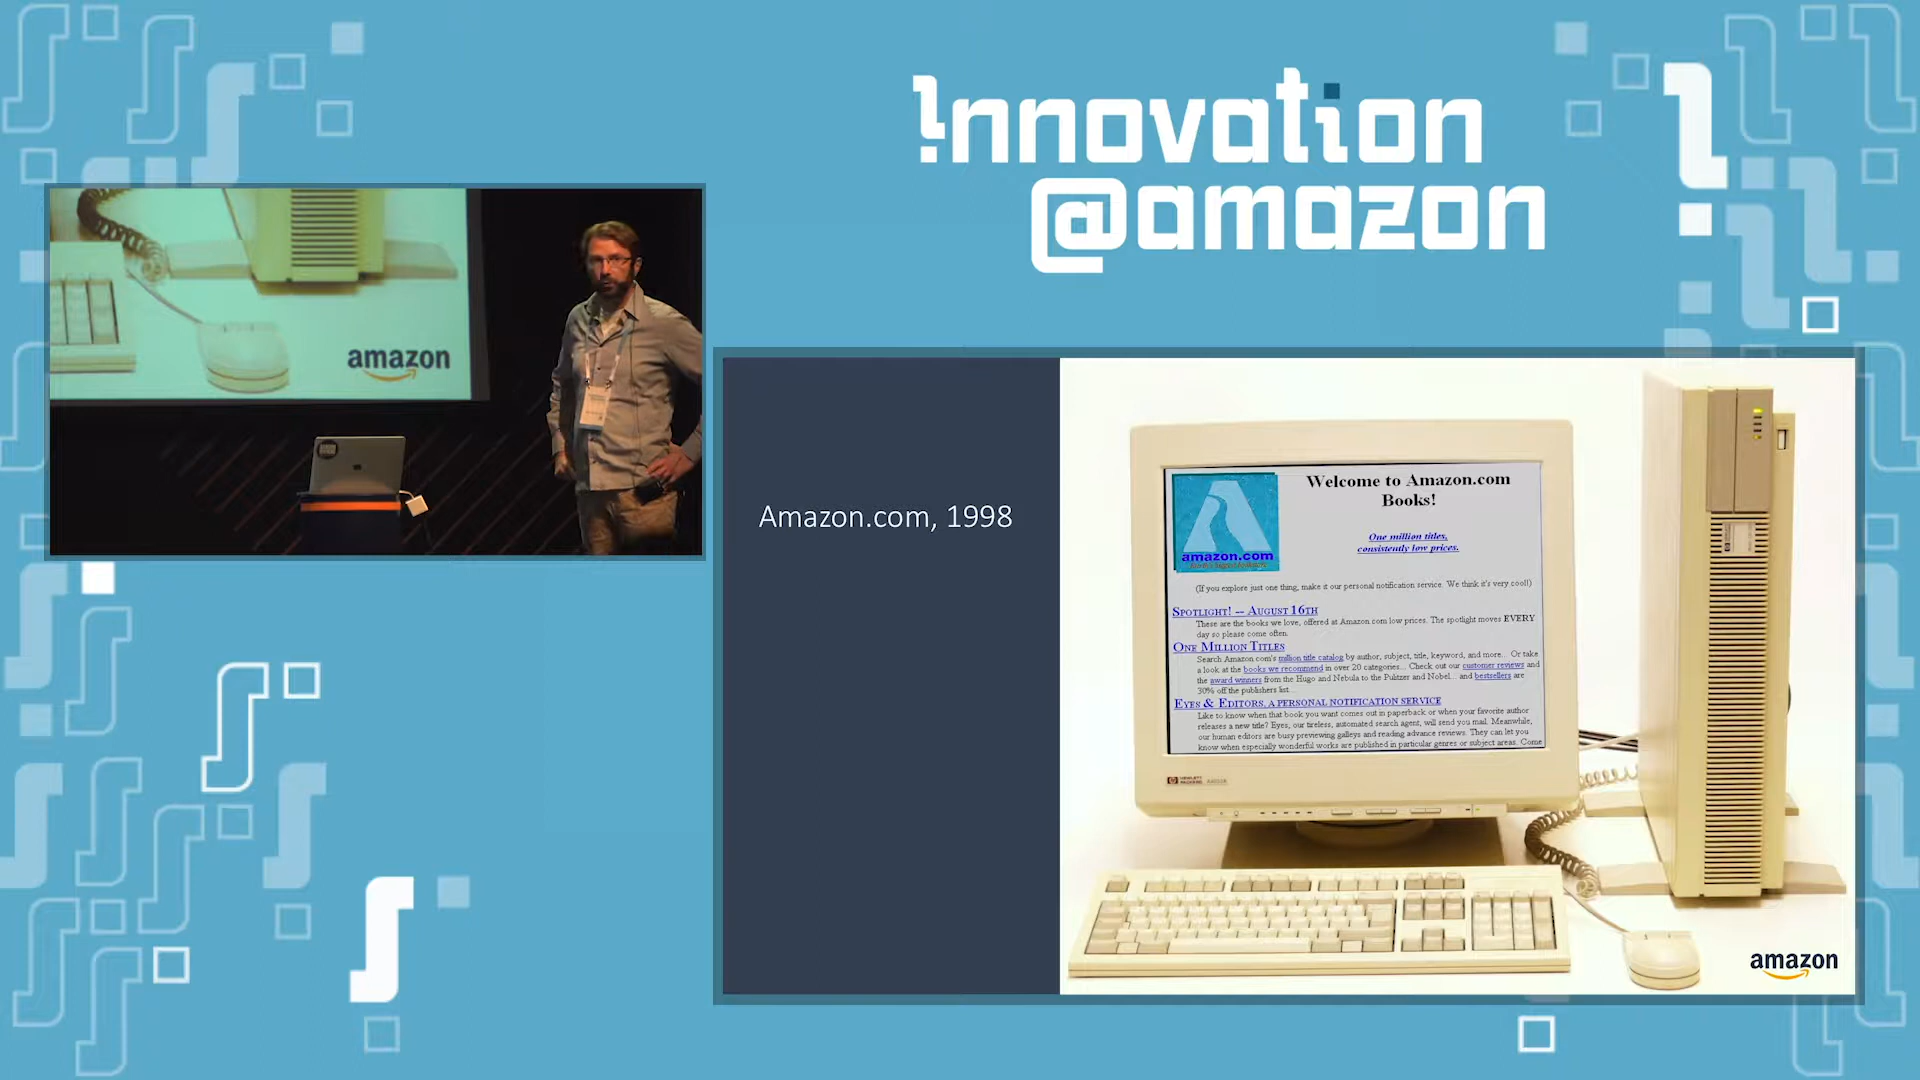 Innovation
@amazon
amazon
Amazon.com, 1998
Welcome to Amazon.com
Books!
One million titles,
consistently low prices.
amazon.com
(If you explore just one thing, make it our personal notification service. We think it's very cool!)
SPOTLIGHT! -- AUGUST 16TH
These are the books we love, offered at Amazon.com low prices. The spotlight moves EVERY
day so please come often.
ONE MILLION TITLES
Search Amazon.com's million title catalog by author, subject, title, keyword, and more... Or take
a look at the books we recommend in over 20 categories... Check out our customer reviews and
the award winners from the Hugo and Nebula to the Pulitzer and Nobel... and bestsellers are
30% off the publishers list...
EYES & EDITORS, A PERSONAL NOTIFICATION SERVICE
Like to know when that book you want comes out in paperback or when your favorite author
releases a new title? Eyes, our tireless, automated search agent, will send you mail. Meanwhile,
our human editors are busy previewing galleys and reading advance reviews. They can let you
know when especially wonderful works are published in particular genres or subject areas. Come
HEWLETT
PACKARD
amazon